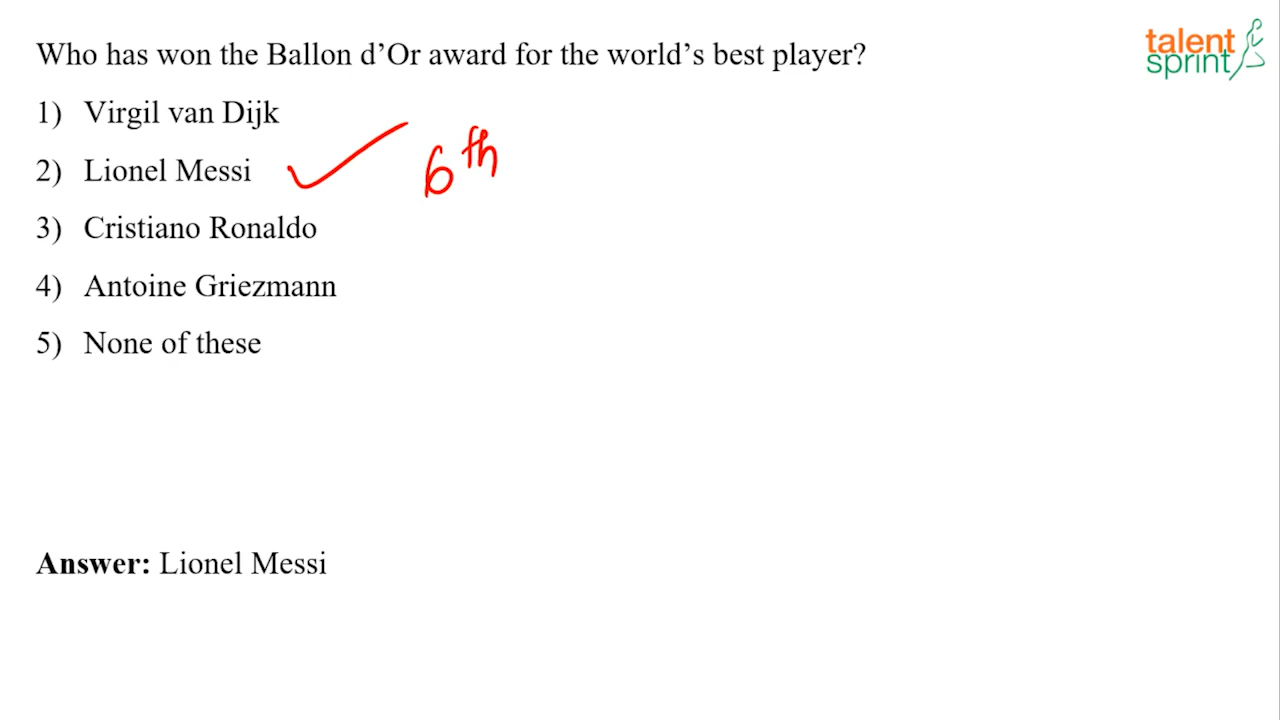 talent
sprint
Who has won the Ballon d’Or award for the world’s best player?
1) Virgil van Dijk
2) Lionel Messi 6th
3) Cristiano Ronaldo
4) Antoine Griezmann
5) None of these
Answer: Lionel Messi